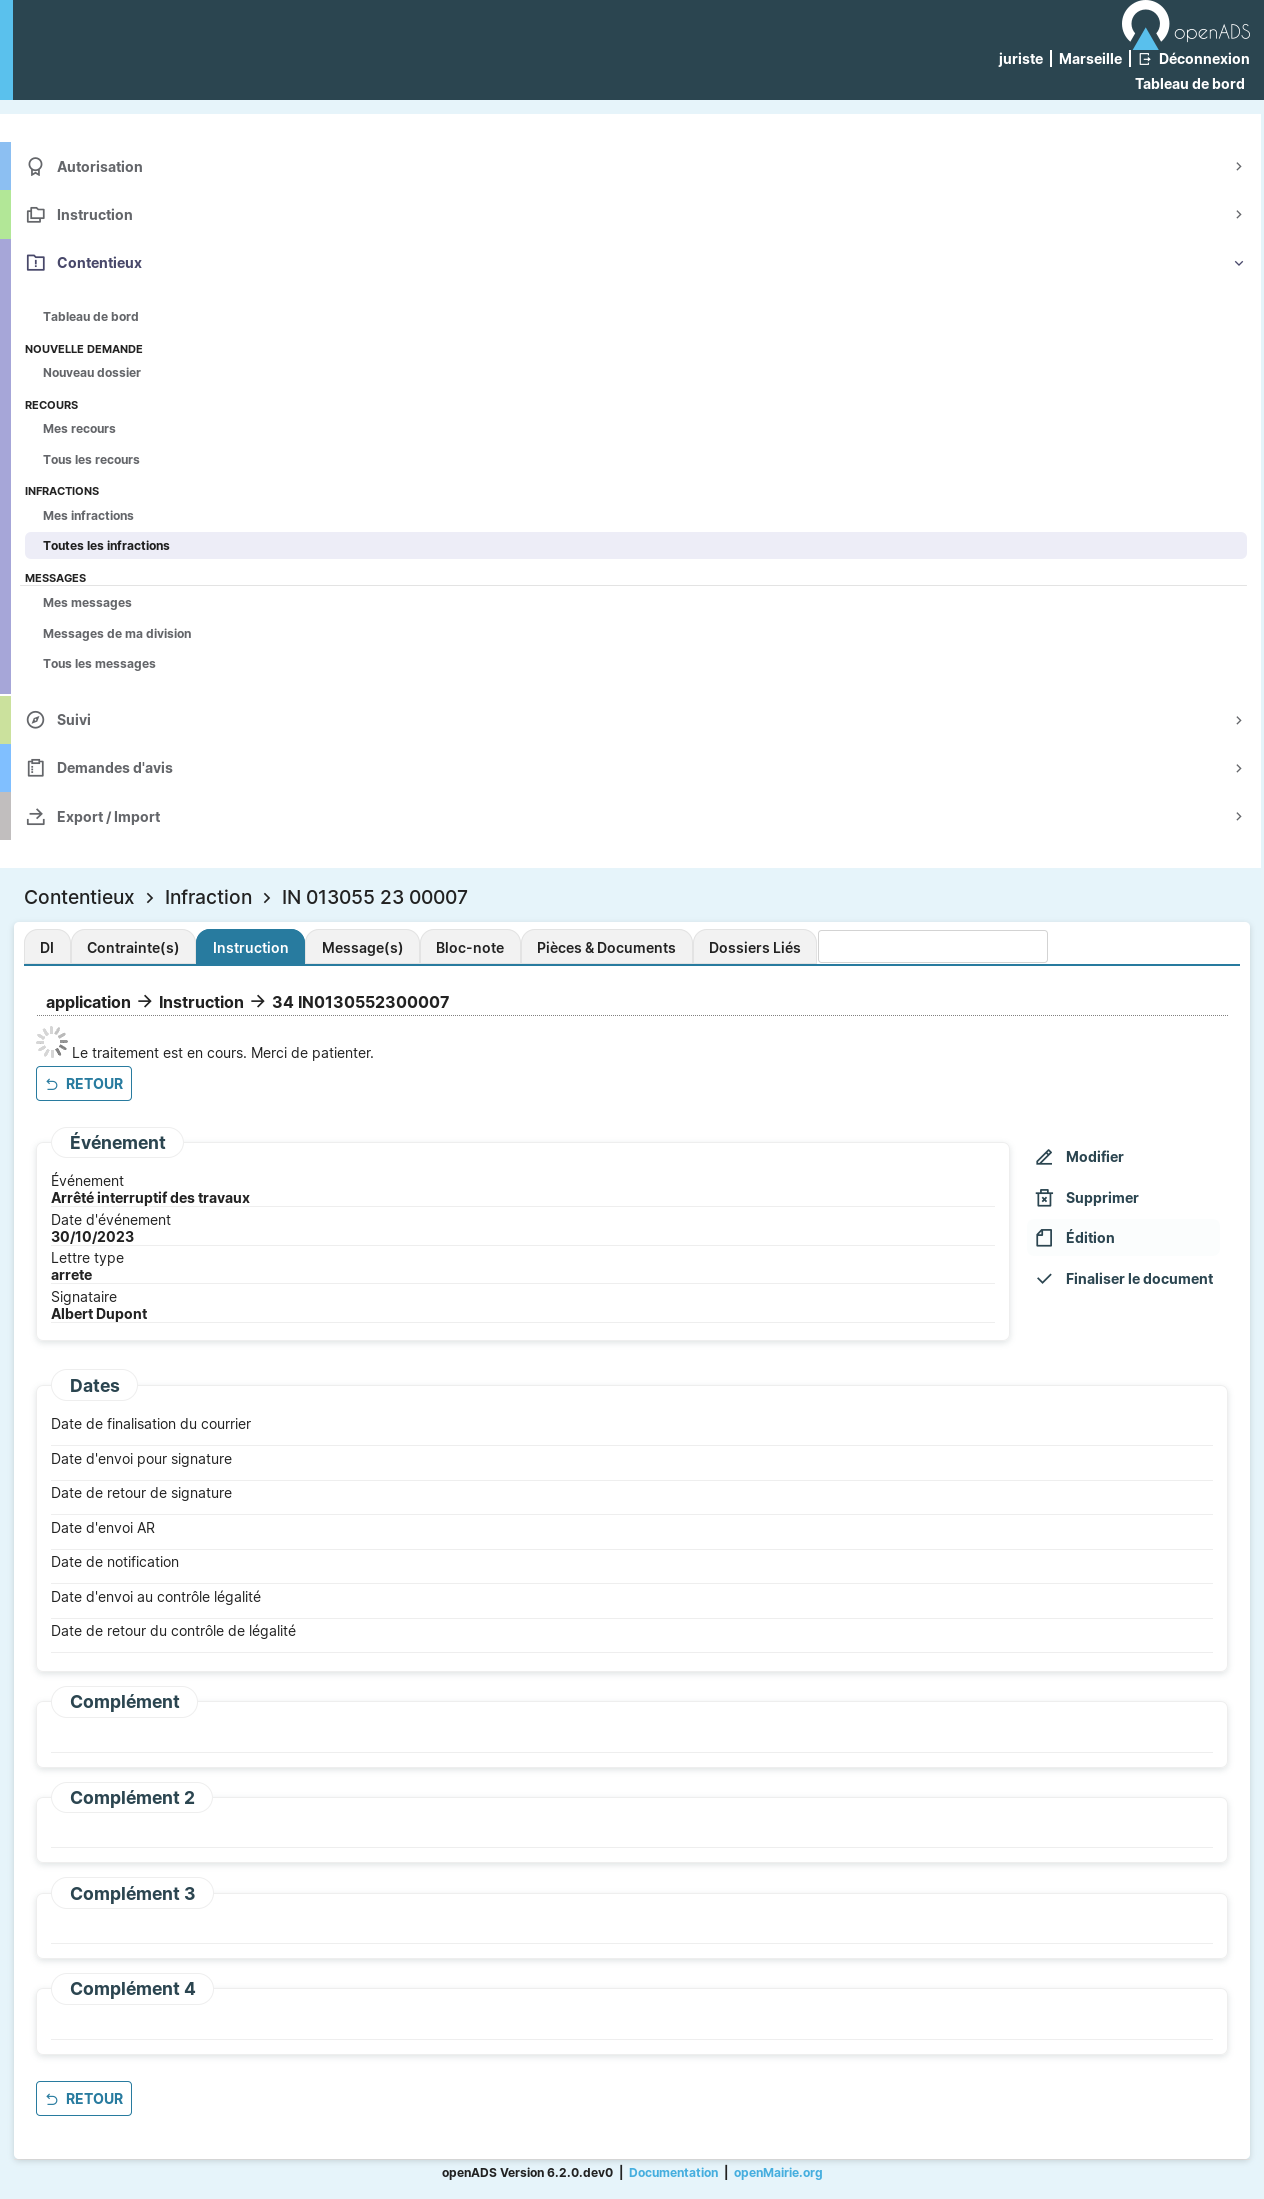 openADS
juriste | Marseille | Déconnexion
Tableau de bord
Autorisation
Instruction
Contentieux
Tableau de bord
NOUVELLE DEMANDE
Nouveau dossier
RECOURS
Mes recours
Tous les recours
INFRACTIONS
Mes infractions
Toutes les infractions
MESSAGES
Mes messages
Messages de ma division
Tous les messages
Suivi
Demandes d'avis
Export / Import
Contentieux > Infraction > IN 013055 23 00007
DI Contrainte(s) Instruction Message(s) Bloc-note Pièces & Documents Dossiers Liés
application → Instruction → 34 IN0130552300007
Le traitement est en cours. Merci de patienter.
RETOUR
Événement
Événement
Arrêté interruptif des travaux
Date d'événement
30/10/2023
Lettre type
arrete
Signataire
Albert Dupont
Modifier
Supprimer
Édition
Finaliser le document
Dates
Date de finalisation du courrier
Date d'envoi pour signature
Date de retour de signature
Date d'envoi AR
Date de notification
Date d'envoi au contrôle légalité
Date de retour du contrôle de légalité
Complément
Complément 2
Complément 3
Complément 4
RETOUR
openADS Version 6.2.0.dev0 | Documentation | openMairie.org